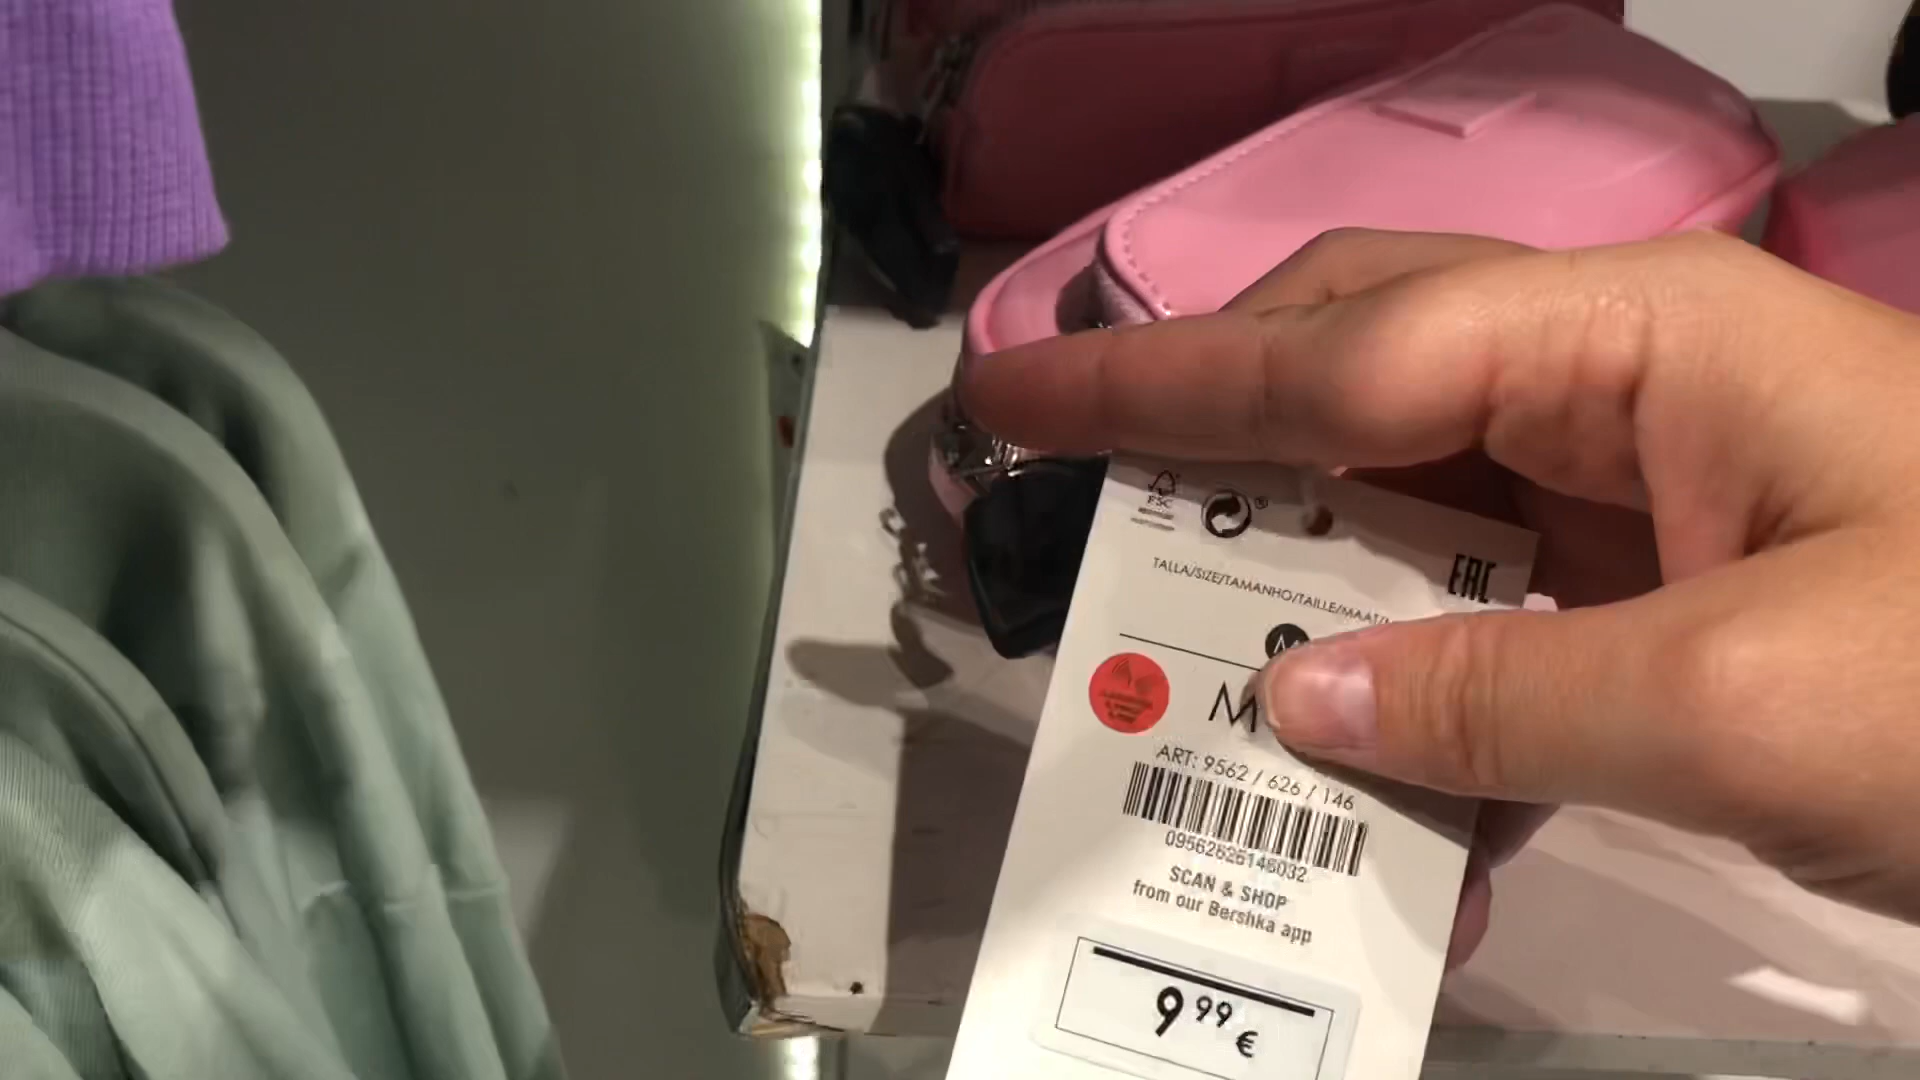 FSC
®
EAC
TALLA/SIZE/TAMANHO/TAILLE/MAAT/
M
M
ART: 9562 / 626 / 146
09562626146032
SCAN & SHOP
from our Bershka app
9 99 €